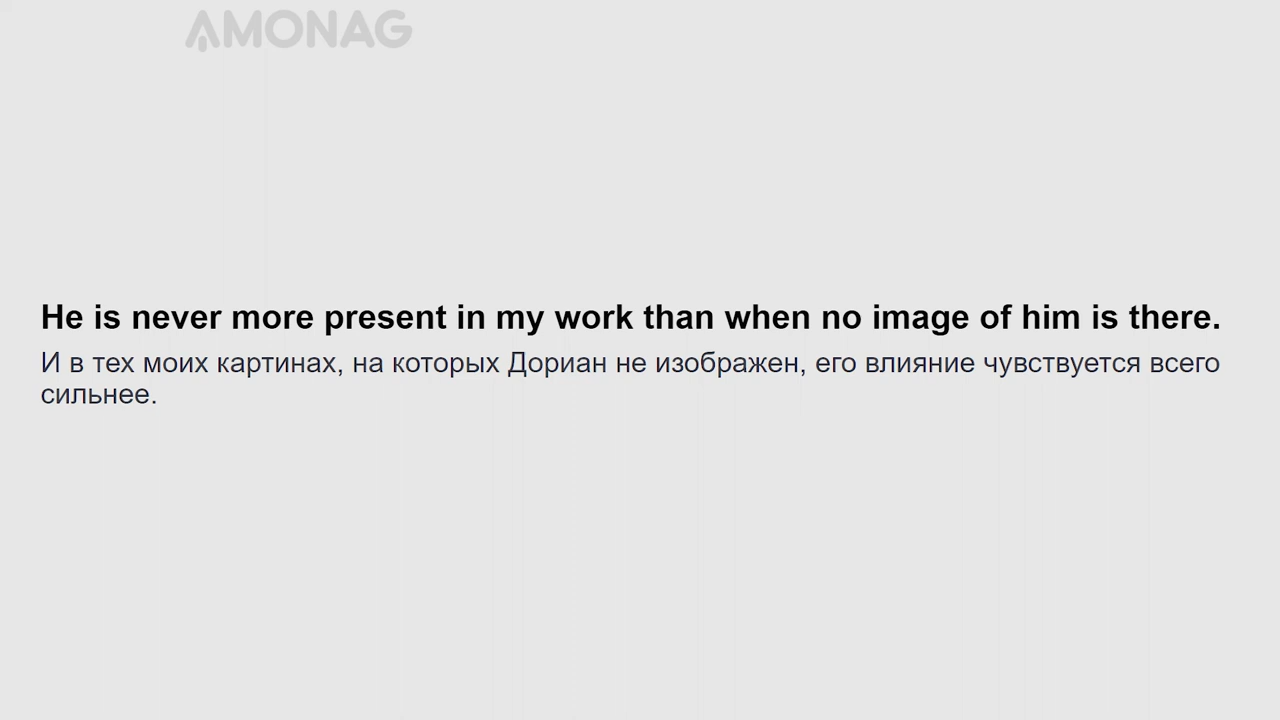 AMONAG
He is never more present in my work than when no image of him is there.
И в тех моих картинах, на которых Дориан не изображен, его влияние чувствуется всего
сильнее.